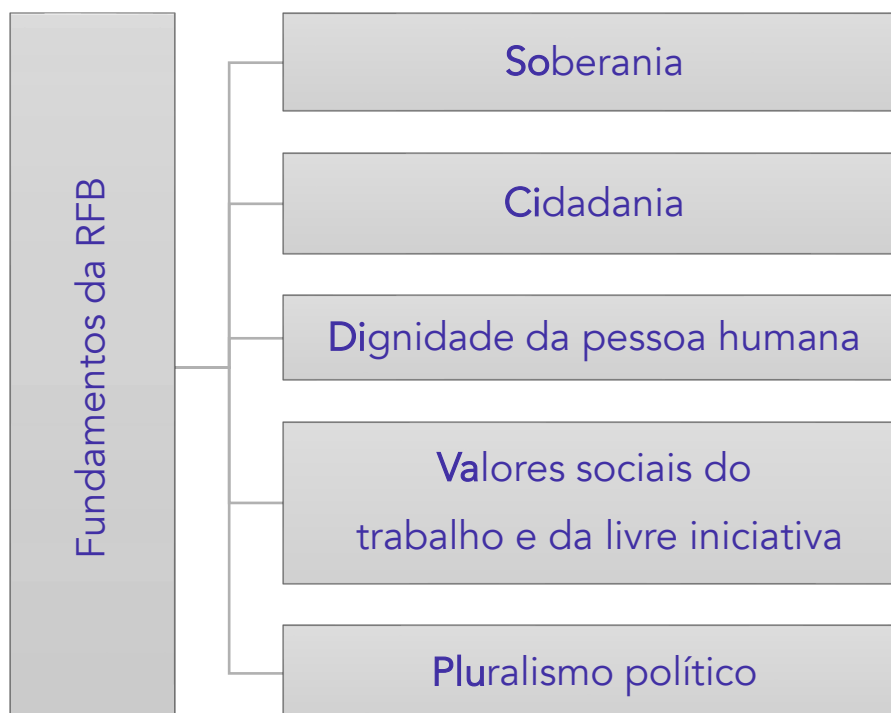 Fundamentos da RFB
Soberania
Cidadania
Dignidade da pessoa humana
Valores sociais do
trabalho e da livre iniciativa
Pluralismo político